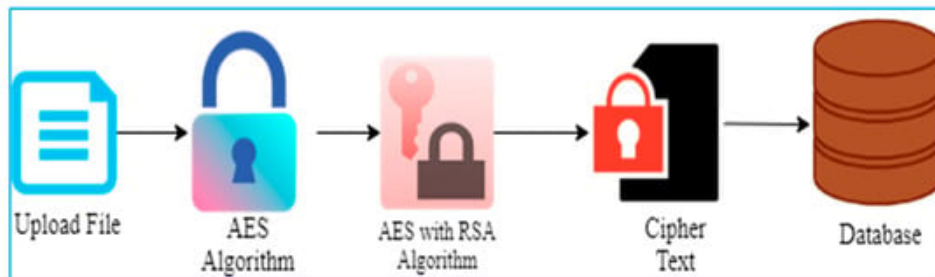 Upload File
AES
Algorithm
AES with RSA
Algorithm
Cipher
Text
Database